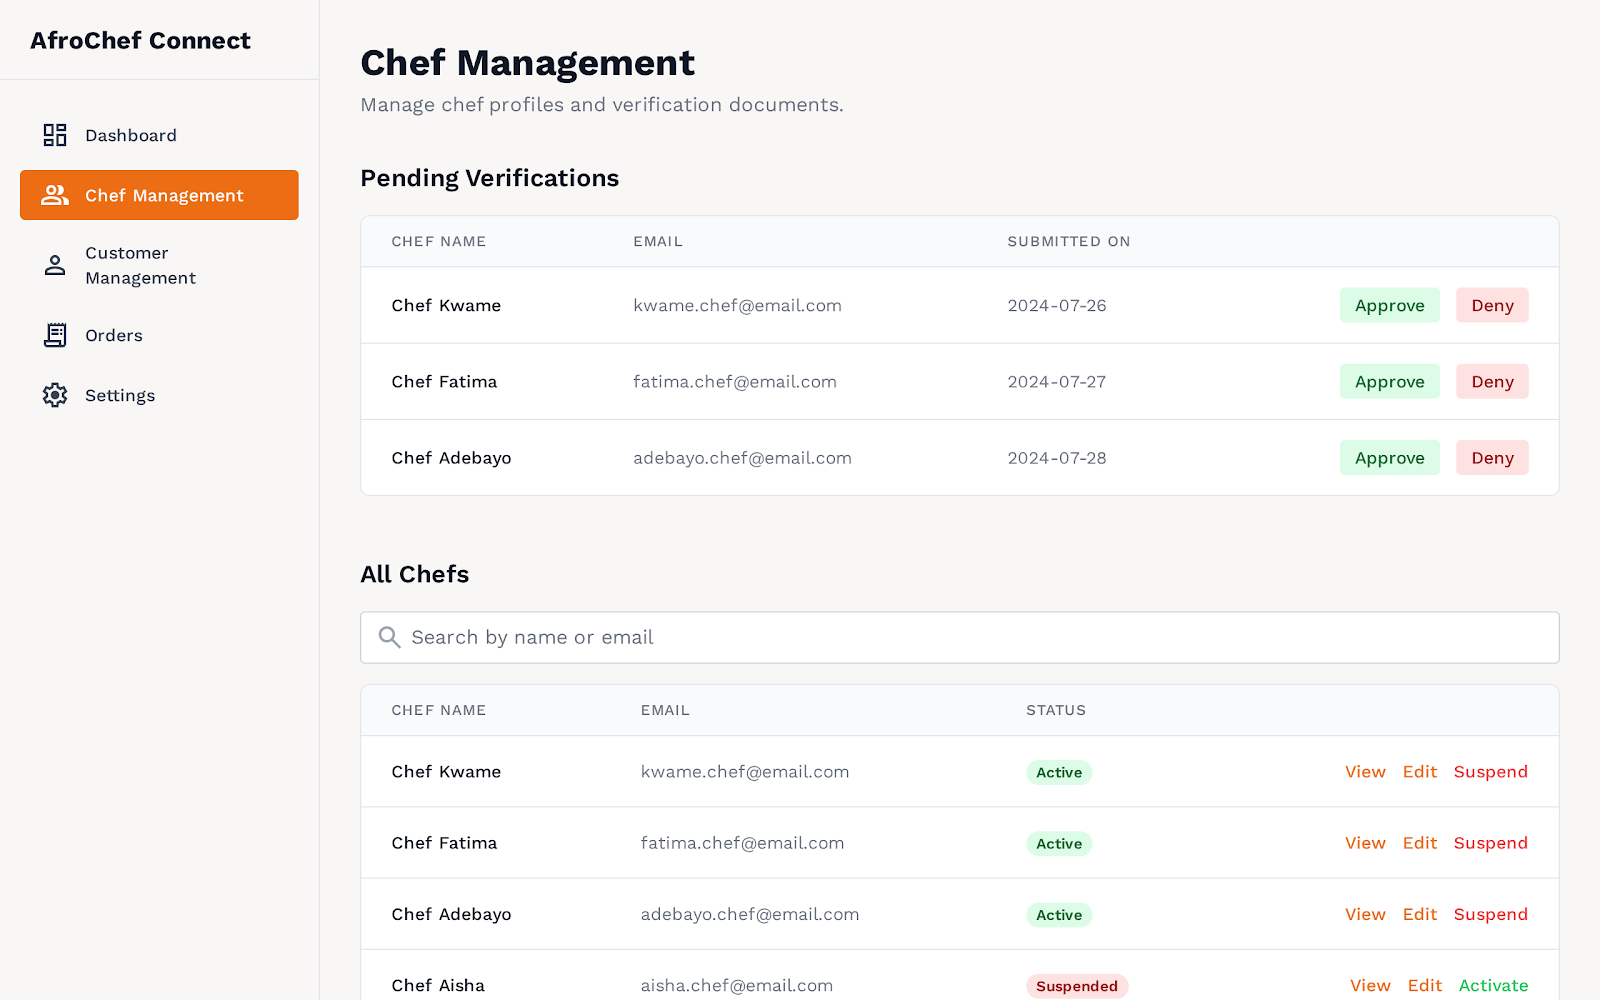 AfroChef Connect
Dashboard
Chef Management
Customer
Management
Orders
Settings
Chef Management
Manage chef profiles and verification documents.
Pending Verifications
CHEF NAME EMAIL SUBMITTED ON
Chef Kwame kwame.chef@email.com 2024-07-26 Approve Deny
Chef Fatima fatima.chef@email.com 2024-07-27 Approve Deny
Chef Adebayo adebayo.chef@email.com 2024-07-28 Approve Deny
All Chefs
Search by name or email
CHEF NAME EMAIL STATUS
Chef Kwame kwame.chef@email.com Active View Edit Suspend
Chef Fatima fatima.chef@email.com Active View Edit Suspend
Chef Adebayo adebayo.chef@email.com Active View Edit Suspend
Chef Aisha aisha.chef@email.com Suspended View Edit Activate